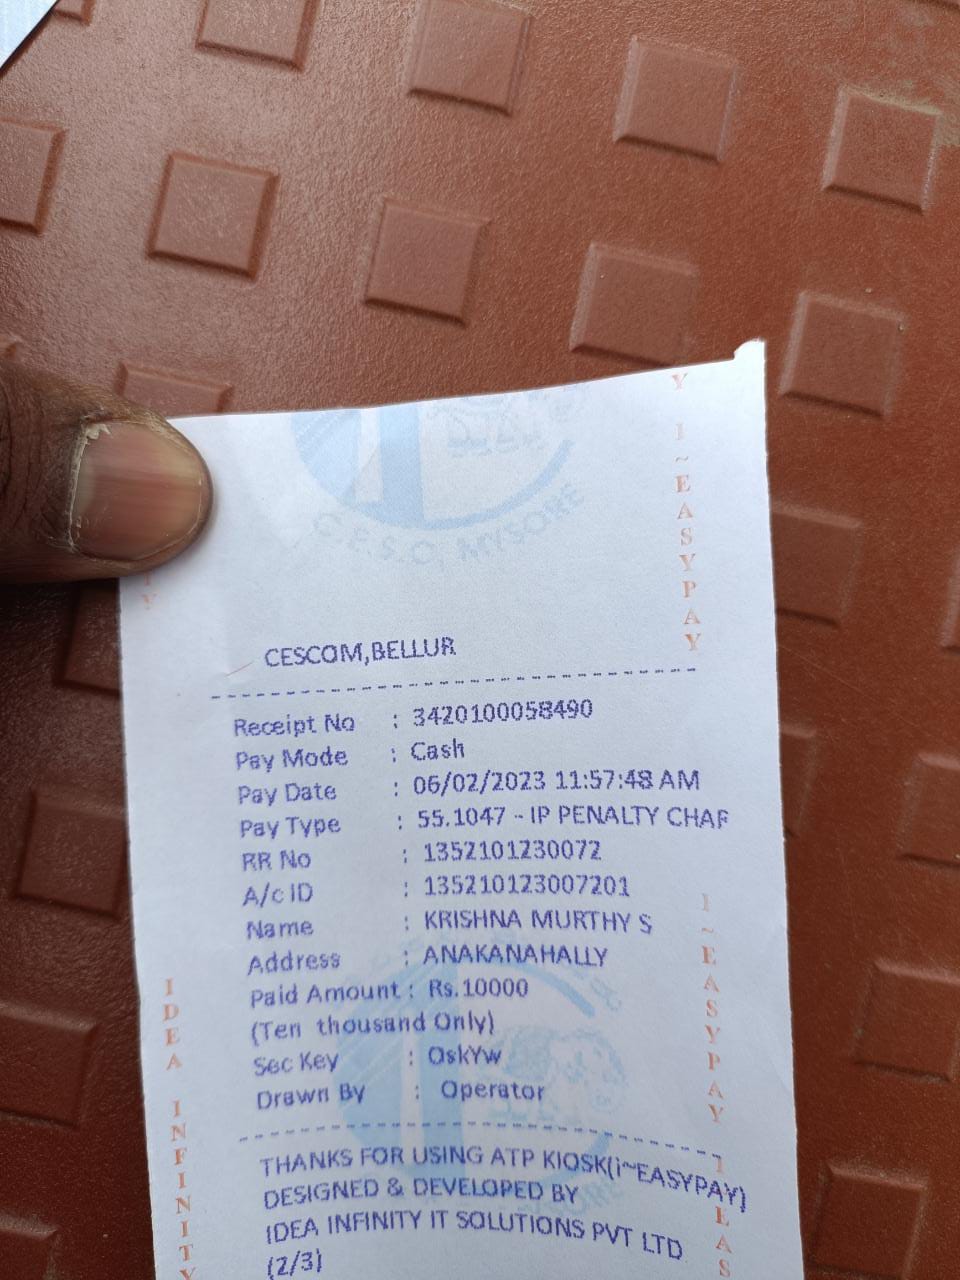 C.E.S.O, MYSORE
Y I~EASYPAY
CESCOM,BELLUR
Receipt No : 3420100058490
Pay Mode : Cash
Pay Date : 06/02/2023 11:57:48 AM
Pay Type : 55.1047 - IP PENALTY CHAR
RR No : 1352101230072
A/c ID : 135210123007201
Name : KRISHNA MURTHY S
Address : ANAKANAHALLY
Paid Amount : Rs.10000
(Ten thousand Only)
Sec Key : OskYw
Drawn By : Operator
THANKS FOR USING ATP KIOSK(i~EASYPAY)
DESIGNED & DEVELOPED BY
IDEA INFINITY IT SOLUTIONS PVT LTD
(2/3)
IDEA INFINITY
I~EASYPAY